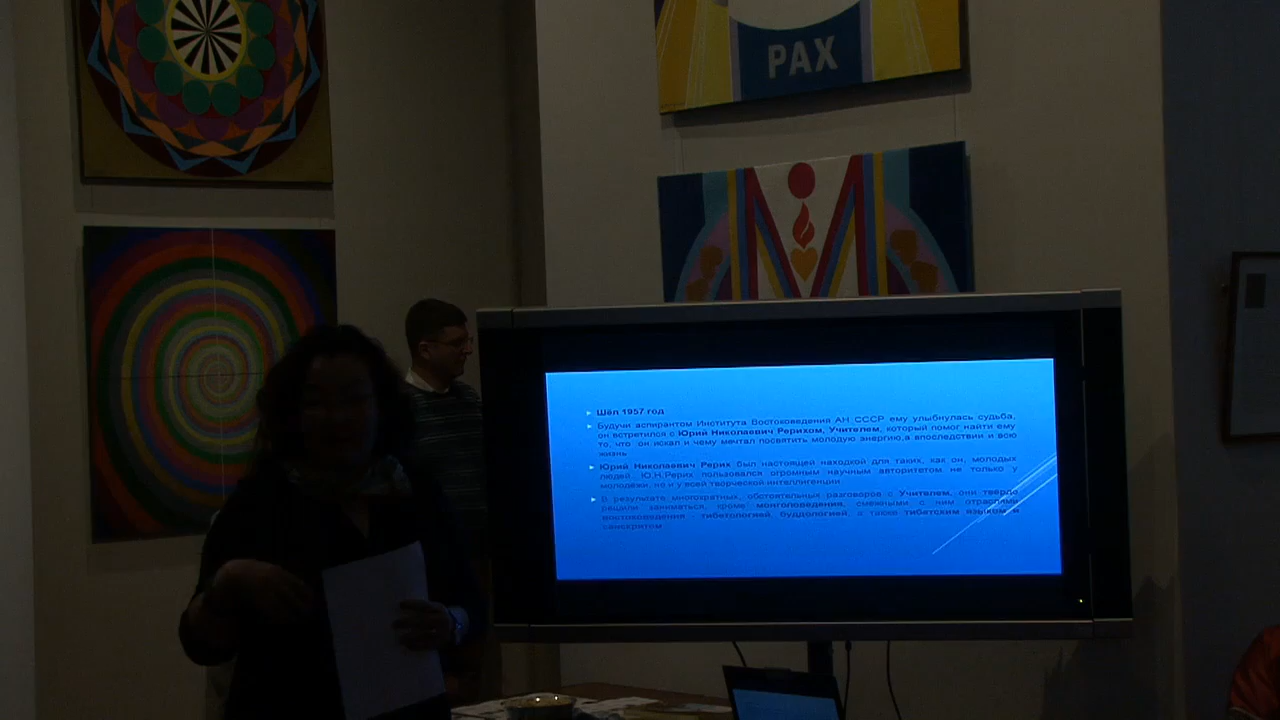 PAX
Шёл 1957 год
Будучи аспирантом Института Востоковедения АН СССР ему улыбнулась судьба,
он встретился с Юрий Николаевич Рерихом, Учителем, который помог найти ему
то, что он искал и чему мечтал посвятить молодую энергию,а впоследствии и всю
жизнь
Юрий Николаевич Рерих был настоящей находкой для таких, как он, молодых
людей. Ю.Н.Рерих пользовался огромным научным авторитетом не только у
молодежи, но и у всей творческой интеллигенции
В результате многократных, обстоятельных разговоров с Учителем, они твёрдо
решили заниматься, кроме монголоведения, смежными с ним отраслями
востоковедения - тибетологией, буддологией, а также тибетским языком и
санскритом